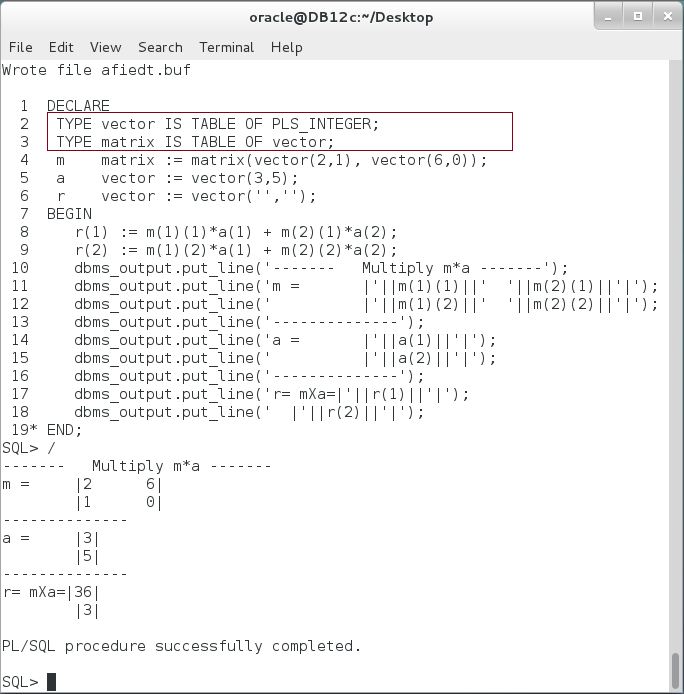 oracle@DB12c:~/Desktop
File Edit View Search Terminal Help
Wrote file afiedt.buf
  1  DECLARE
  2   TYPE vector IS TABLE OF PLS_INTEGER;
  3   TYPE matrix IS TABLE OF vector;
  4   m    matrix := matrix(vector(2,1), vector(6,0));
  5   a    vector := vector(3,5);
  6   r    vector := vector('','');
  7  BEGIN
  8     r(1) := m(1)(1)*a(1) + m(2)(1)*a(2);
  9     r(2) := m(1)(2)*a(1) + m(2)(2)*a(2);
 10     dbms_output.put_line('-------   Multiply m*a -------');
 11     dbms_output.put_line('m =       |'||m(1)(1)||'  '||m(2)(1)||'|');
 12     dbms_output.put_line('          |'||m(1)(2)||'  '||m(2)(2)||'|');
 13     dbms_output.put_line('--------------');
 14     dbms_output.put_line('a =       |'||a(1)||'|');
 15     dbms_output.put_line('          |'||a(2)||'|');
 16     dbms_output.put_line('--------------');
 17     dbms_output.put_line('r= mXa=|'||r(1)||'|');
 18     dbms_output.put_line('  |'||r(2)||'|');
 19* END;
SQL> /
-------   Multiply m*a -------
m =     |2      6|
        |1      0|
--------------
a =     |3|
        |5|
--------------
r= mXa=|36|
        |3|
PL/SQL procedure successfully completed.
SQL>